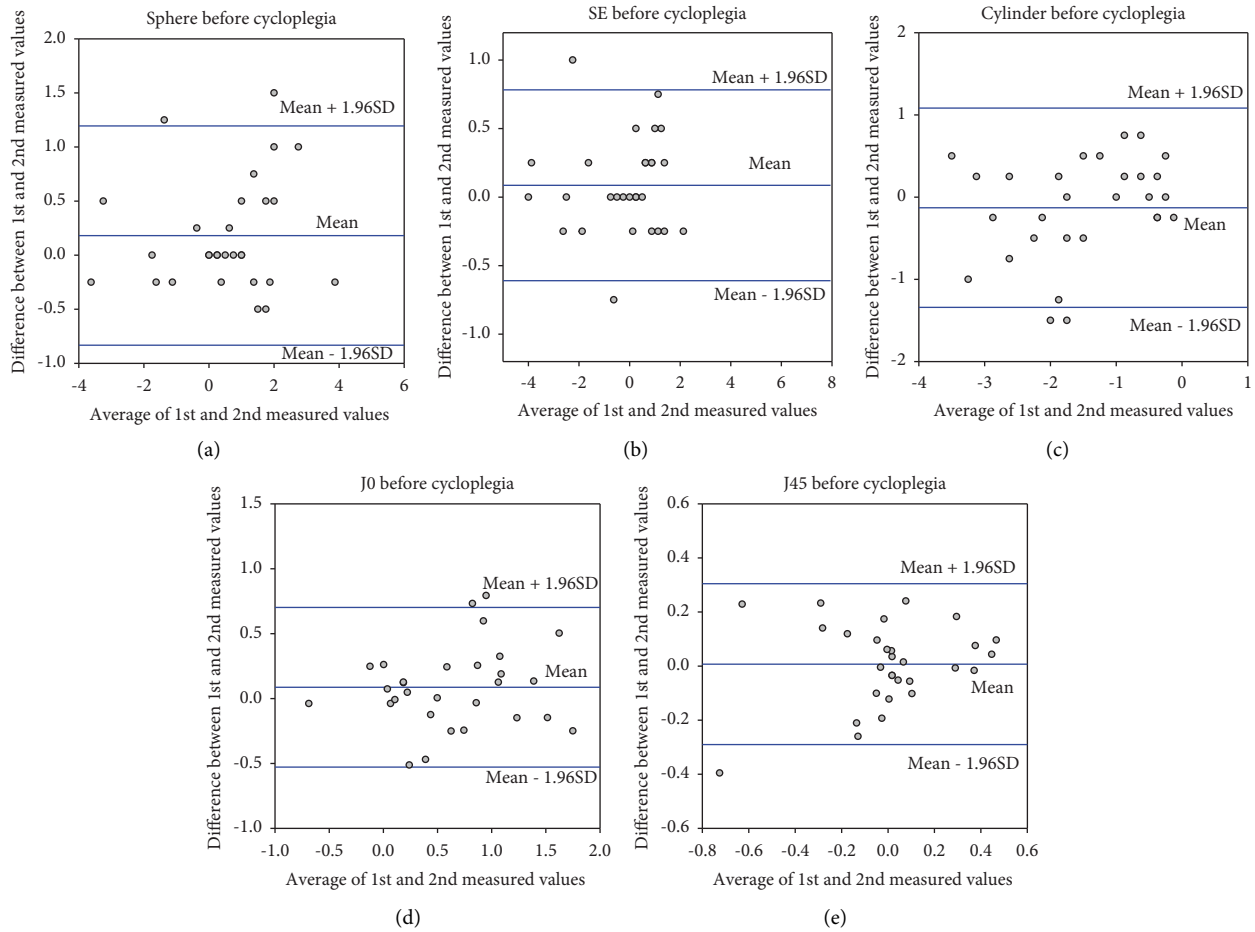 Sphere before cycloplegia
Difference between 1st and 2nd measured values
2.0
1.5
1.0
0.5
0.0
-0.5
-1.0
Mean + 1.96SD
Mean
Mean - 1.96SD
-4 -2 0 2 4 6
Average of 1st and 2nd measured values
(a)
SE before cycloplegia
Difference between 1st and 2nd measured values
1.0
0.5
0.0
-0.5
-1.0
Mean + 1.96SD
Mean
Mean - 1.96SD
-4 -2 0 2 4 6 8
Average of 1st and 2nd measured values
(b)
Cylinder before cycloplegia
Difference between 1st and 2nd measured values
2
1
0
-1
-2
Mean + 1.96SD
Mean
Mean - 1.96SD
-4 -3 -2 -1 0 1
Average of 1st and 2nd measured values
(c)
J0 before cycloplegia
Difference between 1st and 2nd measured values
1.5
1.0
0.5
0.0
-0.5
-1.0
Mean + 1.96SD
Mean
Mean - 1.96SD
-1.0 -0.5 0.0 0.5 1.0 1.5 2.0
Average of 1st and 2nd measured values
(d)
J45 before cycloplegia
Difference between 1st and 2nd measured values
0.6
0.4
0.2
0.0
-0.2
-0.4
-0.6
Mean + 1.96SD
Mean
Mean - 1.96SD
-0.8 -0.6 -0.4 -0.2 0.0 0.2 0.4 0.6
Average of 1st and 2nd measured values
(e)